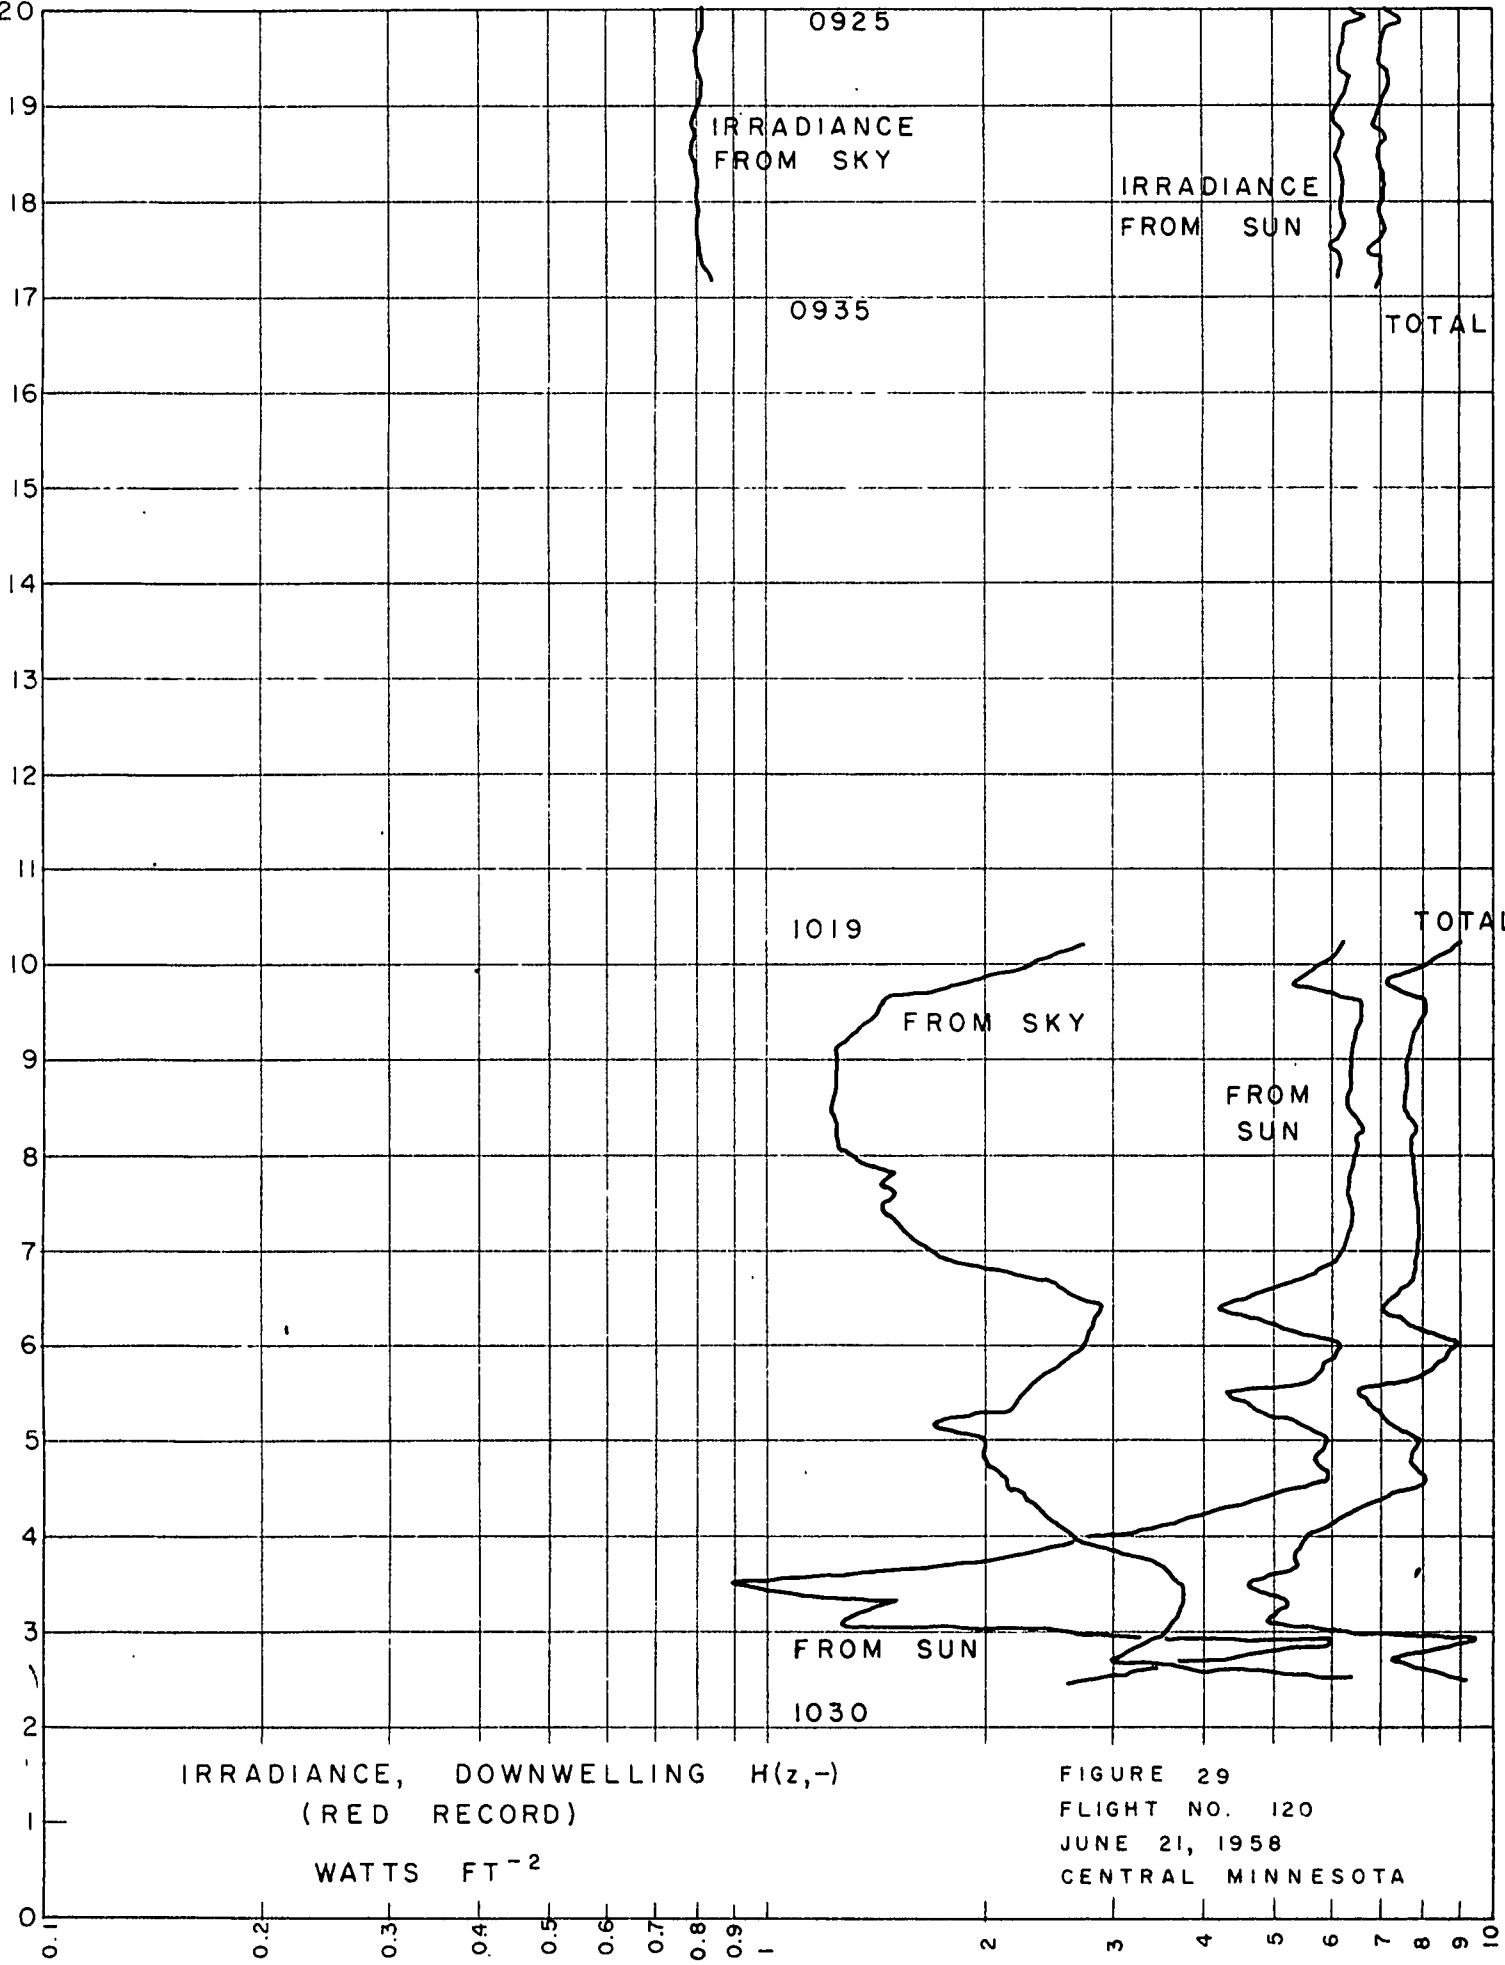 20
0925
19
IRRADIANCE
FROM SKY
18
IRRADIANCE
FROM SUN
17
0935
TOTAL
16
15
14
13
12
11
1019
TOTAL
10
FROM SKY
9
FROM
SUN
8
7
6
5
4
3
FROM SUN
1030
2
IRRADIANCE, DOWNWELLING H(z,-)
(RED RECORD)
WATTS FT⁻²
FIGURE 29
FLIGHT NO. 120
JUNE 21, 1958
CENTRAL MINNESOTA
1
0
0.1 0.2 0.3 0.4 0.5 0.6 0.7 0.8 0.9 1 2 3 4 5 6 7 8 9 10